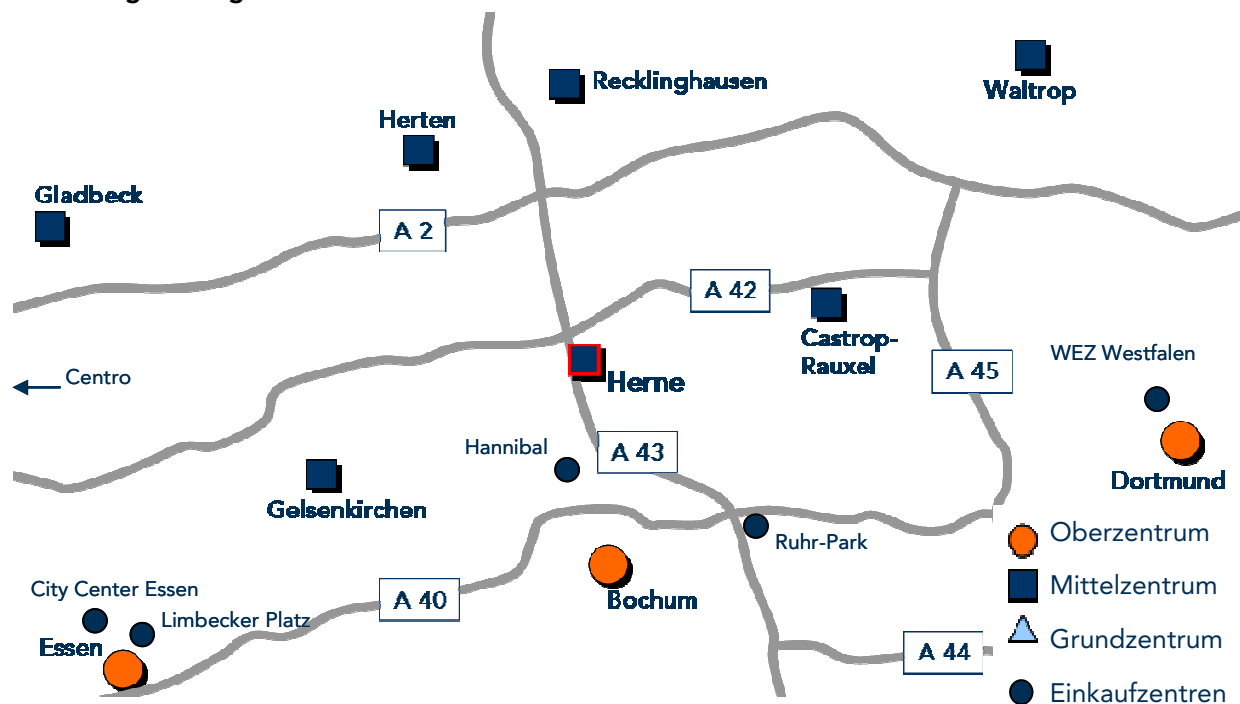 Recklinghausen
Waltrop
Herten
Gladbeck
A 2
A 42
Castrop-
Rauxel
A 45
WEZ Westfalen
Centro
Herne
Hannibal
A 43
Dortmund
Gelsenkirchen
Ruhr-Park
Oberzentrum
City Center Essen
Limbecker Platz
A 40
Bochum
Mittelzentrum
Essen
Grundzentrum
A 44
Einkaufzentren